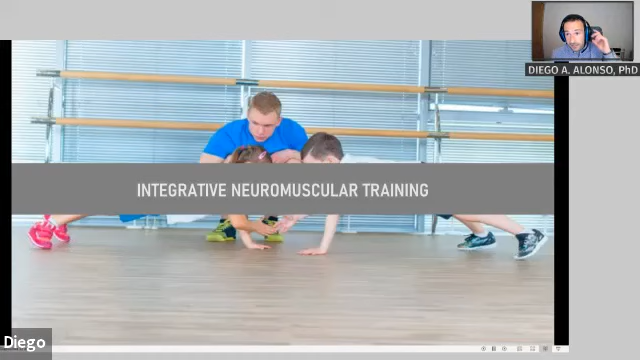 DIEGO A. ALONSO, PhD
INTEGRATIVE NEUROMUSCULAR TRAINING
Diego